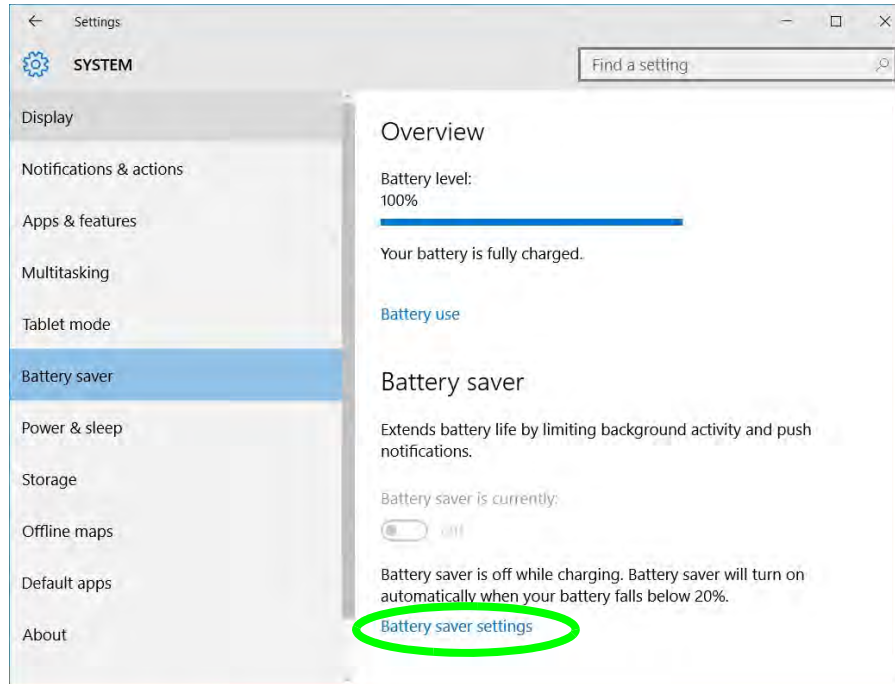 Settings
SYSTEM
Find a setting
Display
Notifications & actions
Apps & features
Multitasking
Tablet mode
Battery saver
Power & sleep
Storage
Offline maps
Default apps
About
Overview
Battery level:
100%
Your battery is fully charged.
Battery use
Battery saver
Extends battery life by limiting background activity and push
notifications.
Battery saver is currently:
Off
Battery saver is off while charging. Battery saver will turn on
automatically when your battery falls below 20%.
Battery saver settings